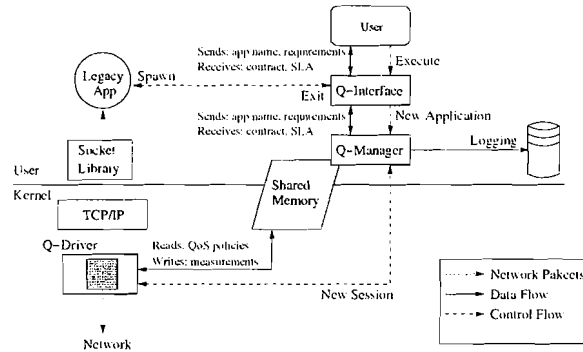 User
Sends: app name, requirements
Receives: contract, SLA
Execute
Legacy
App
Spawn
Exit
Q-Interface
Sends: app name, requirements
Receives: contract, SLA
New Application
Q-Manager
Logging
Socket
Library
User
Kernel
Shared
Memory
TCP/IP
Q-Driver
Reads: QoS policies
Writes: measurements
New Session
Network
Network Pakcets
Data Flow
Control Flow